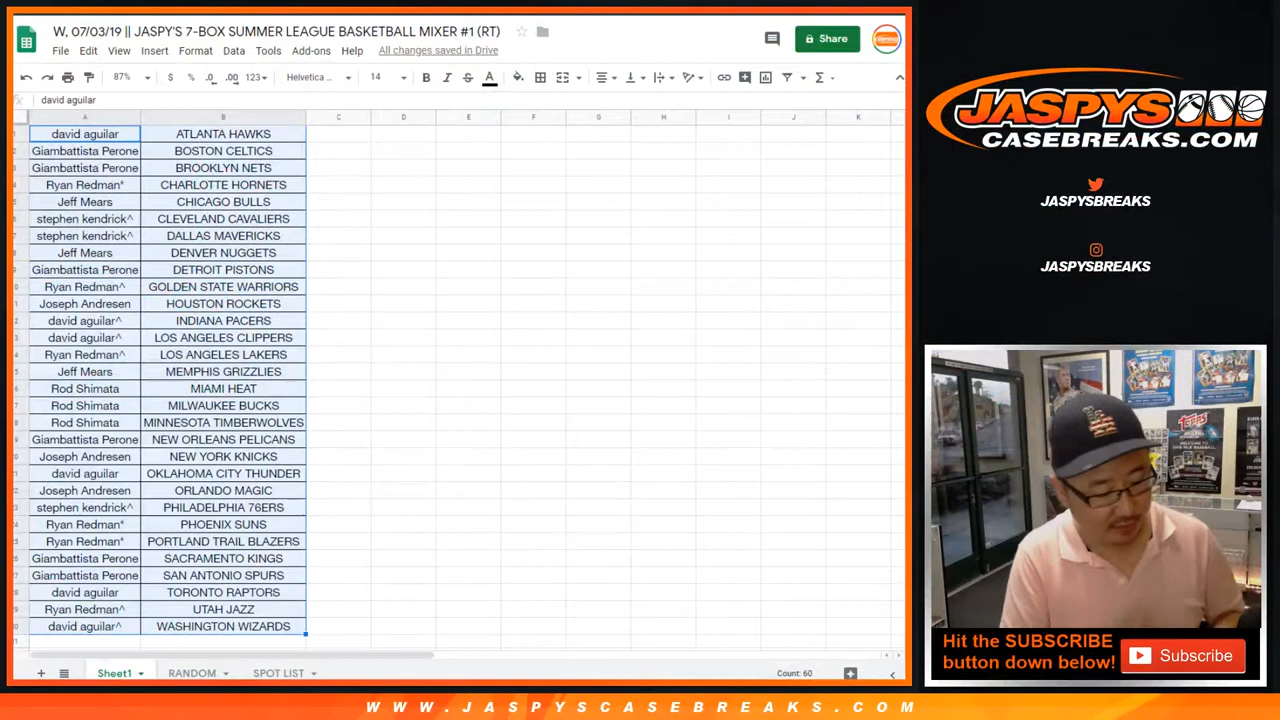 W, 07/03/19 || JASPY'S 7-BOX SUMMER LEAGUE BASKETBALL MIXER #1 (RT)
File Edit View Insert Format Data Tools Add-ons Help All changes saved in Drive
Share
87% $ % .0 .00 123 Helvetica ... 14 B I S A
fx david aguilar
A B C D E F G H I J K
david aguilar ATLANTA HAWKS
Giambattista Perone BOSTON CELTICS
Giambattista Perone BROOKLYN NETS
Ryan Redman* CHARLOTTE HORNETS
Jeff Mears CHICAGO BULLS
stephen kendrick^ CLEVELAND CAVALIERS
stephen kendrick^ DALLAS MAVERICKS
Jeff Mears DENVER NUGGETS
Giambattista Perone DETROIT PISTONS
Ryan Redman^ GOLDEN STATE WARRIORS
Joseph Andresen HOUSTON ROCKETS
david aguilar^ INDIANA PACERS
david aguilar^ LOS ANGELES CLIPPERS
Ryan Redman^ LOS ANGELES LAKERS
Jeff Mears MEMPHIS GRIZZLIES
Rod Shimata MIAMI HEAT
Rod Shimata MILWAUKEE BUCKS
Rod Shimata MINNESOTA TIMBERWOLVES
Giambattista Perone NEW ORLEANS PELICANS
Joseph Andresen NEW YORK KNICKS
david aguilar OKLAHOMA CITY THUNDER
Joseph Andresen ORLANDO MAGIC
stephen kendrick^ PHILADELPHIA 76ERS
Ryan Redman* PHOENIX SUNS
Ryan Redman* PORTLAND TRAIL BLAZERS
Giambattista Perone SACRAMENTO KINGS
Giambattista Perone SAN ANTONIO SPURS
david aguilar TORONTO RAPTORS
Ryan Redman^ UTAH JAZZ
david aguilar^ WASHINGTON WIZARDS
Sheet1 RANDOM SPOT LIST Count: 60
JASPYS
CASEBREAKS.COM
JASPYSBREAKS
JASPYSBREAKS
TOPPS
Hit the SUBSCRIBE
button down below!
Subscribe
WWW.JASPYSCASEBREAKS.COM